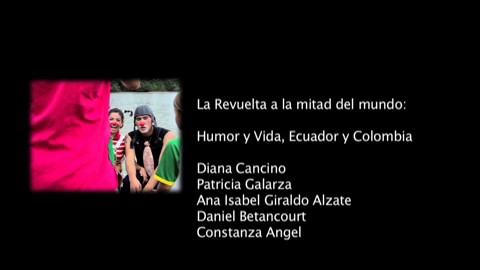 La Revuelta a la mitad del mundo:
Humor y Vida, Ecuador y Colombia
Diana Cancino
Patricia Galarza
Ana Isabel Giraldo Alzate
Daniel Betancourt
Constanza Angel